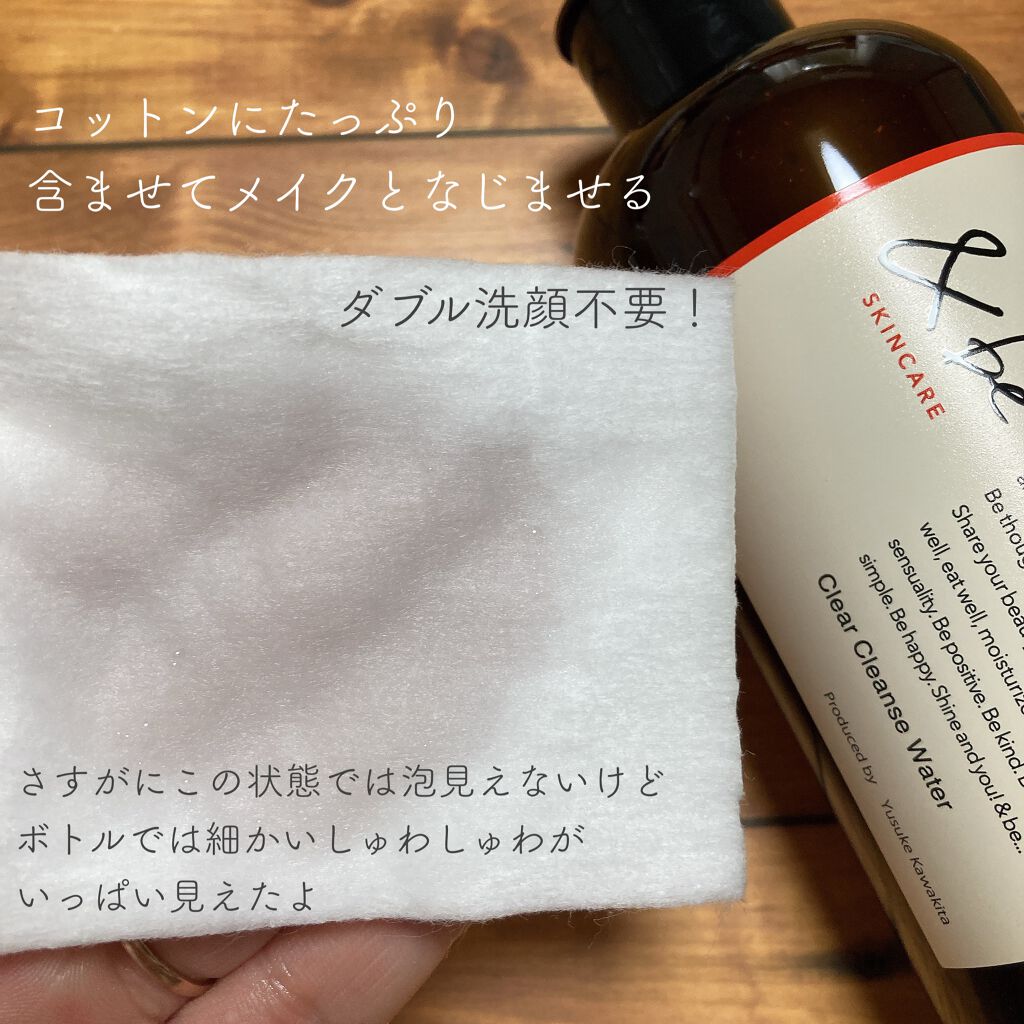 コットンにたっぷり
含ませてメイクとなじませる
ダブル洗顔不要！
さすがにこの状態では泡見えないけど
ボトルでは細かいしゅわしゅわが
いっぱい見えたよ
& be
SKINCARE
Be thoug
Share your beau
well, eat well, moisturize
sensuality. Be positive. Be kind.
simple. Be happy. Shine and you! & be...
Clear Cleanse Water
Produced by Yusuke Kawakita